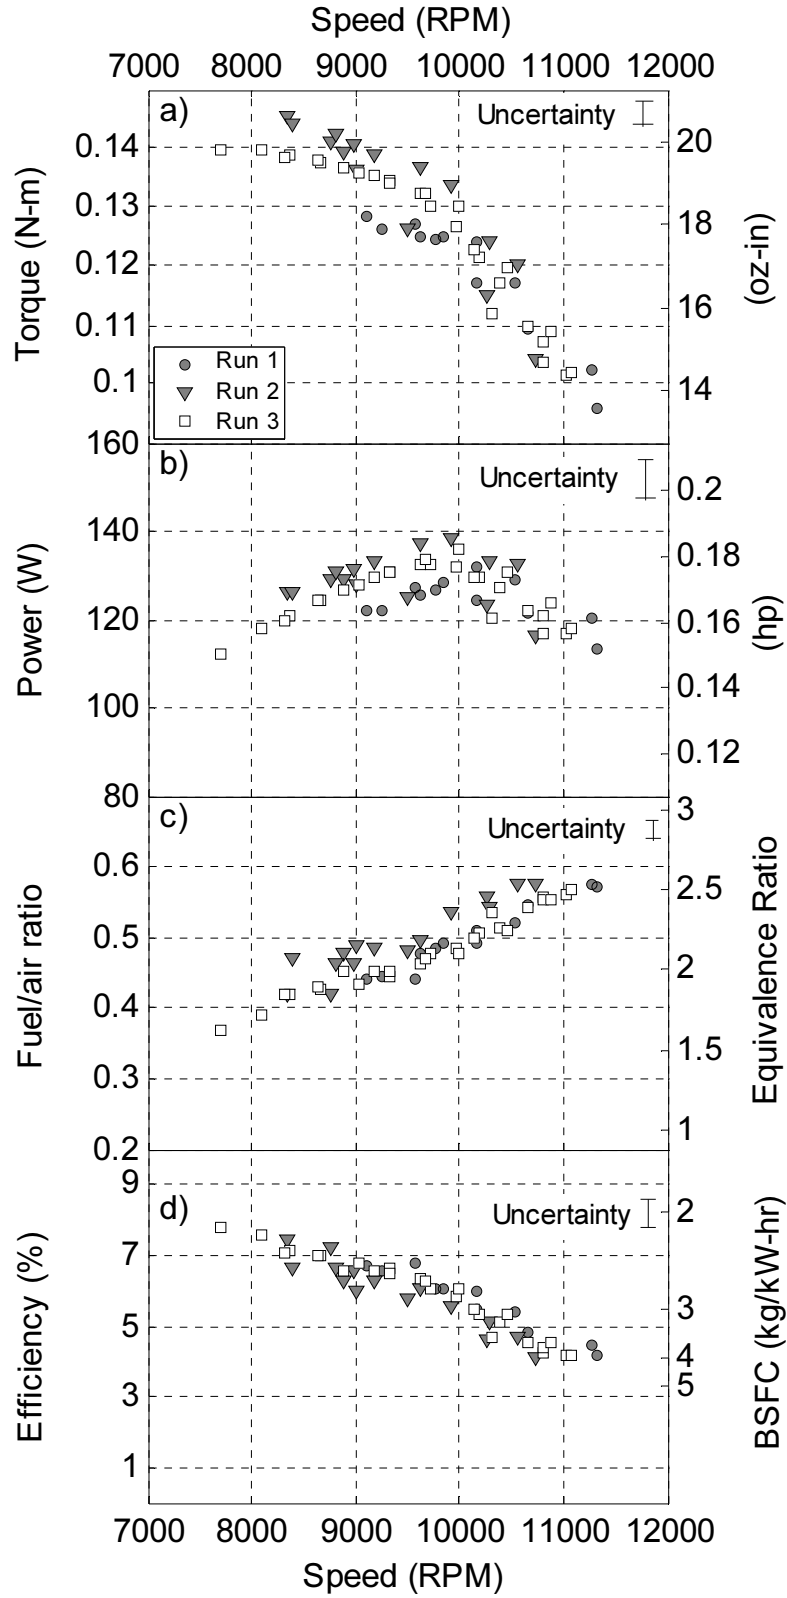 Speed (RPM)
7000 8000 9000 10000 11000 12000
a) Uncertainty
0.14
0.13
0.12
0.11
0.1
Torque (N-m)
20
18
16
14
(oz-in)
Run 1
Run 2
Run 3
160
b) Uncertainty
140
120
100
80
Power (W)
0.2
0.18
0.16
0.14
0.12
(hp)
c) Uncertainty
0.6
0.5
0.4
0.3
0.2
Fuel/air ratio
3
2.5
2
1.5
1
Equivalence Ratio
d) Uncertainty
9
7
5
3
1
Efficiency (%)
2
3
4
5
BSFC (kg/kW-hr)
7000 8000 9000 10000 11000 12000
Speed (RPM)